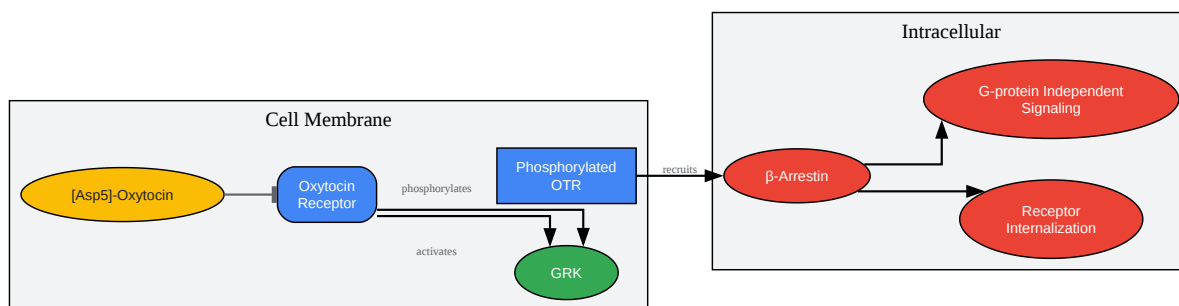 Intracellular
G-protein Independent
Signaling
Cell Membrane
[Asp5]-Oxytocin
Oxytocin
Receptor
phosphorylates
activates
Phosphorylated
OTR
GRK
recruits
β-Arrestin
Receptor
Internalization